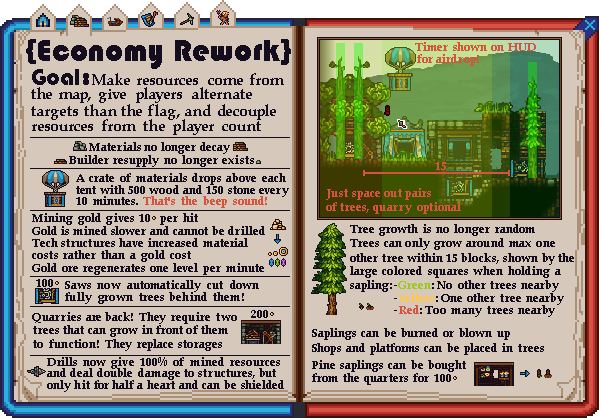 {Economy Rework}
Goal: Make resources come from
the map, give players alternate
targets than the flag, and decouple
resources from the player count
Materials no longer decay
Builder resupply no longer exists
A crate of materials drops above each
tent with 500 wood and 150 stone every
10 minutes. That's the beep sound!
Mining gold gives 10 per hit
Gold is mined slower and cannot be drilled
Tech structures have increased material
costs rather than a gold cost
Gold ore regenerates one level per minute
100
Saws now automatically cut down
fully grown trees behind them!
Quarries are back! They require two
trees that can grow in front of them
to function! They replace storages
200
Drills now give 100% of mined resources
and deal double damage to structures, but
only hit for half a heart and can be shielded
Timer shown on HUD
for airdrop!
15
Just space out pairs
of trees, quarry optional
Tree growth is no longer random
Trees can only grow around max one
other tree within 15 blocks, shown by the
large colored squares when holding a
sapling: -Green: No other trees nearby
-Yellow: One other tree nearby
-Red: Too many trees nearby
Saplings can be burned or blown up
Shops and platforms can be placed in trees
Pine saplings can be bought
from the quarters for 100